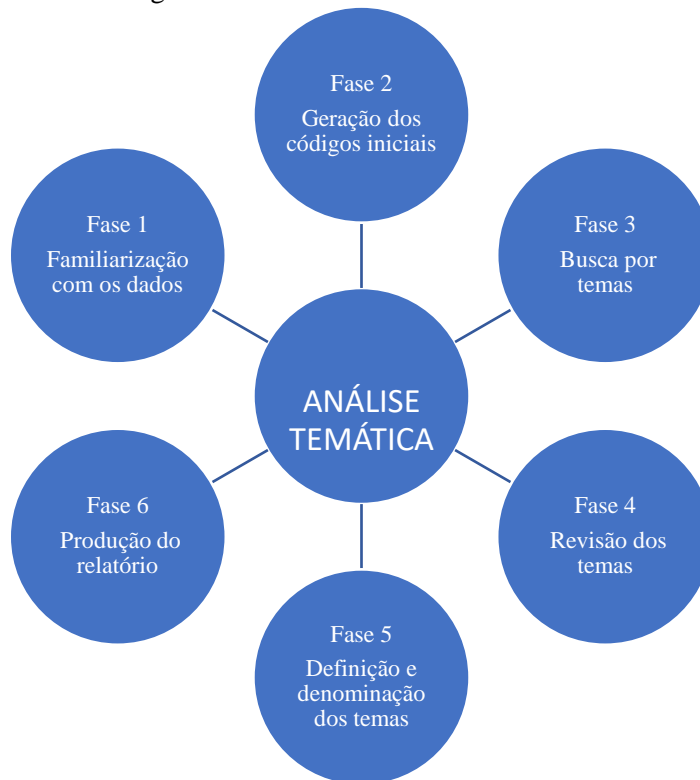 Fase 1
Familiarização
com os dados
Fase 2
Geração dos
códigos iniciais
Fase 3
Busca por
temas
ANÁLISE
TEMÁTICA
Fase 4
Revisão dos
temas
Fase 5
Definição e
denominação
dos temas
Fase 6
Produção do
relatório